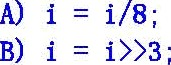 A) i = i/8;
B) i = i>>3;